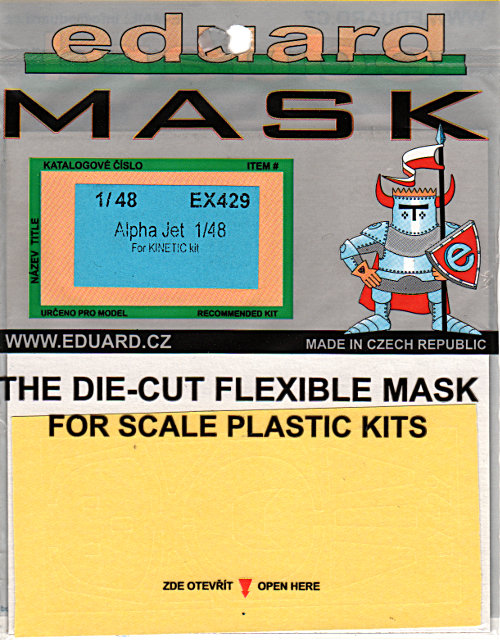 eduard
MASK
KATALOGOVÉ ČÍSLO ITEM #
1/48 EX429
Alpha Jet 1/48
For KINETIC kit
NÁZEV TITLE
URČENO PRO MODEL RECOMMENDED KIT
e
WWW.EDUARD.CZ MADE IN CZECH REPUBLIC
THE DIE-CUT FLEXIBLE MASK
FOR SCALE PLASTIC KITS
ZDE OTEVŘÍT OPEN HERE